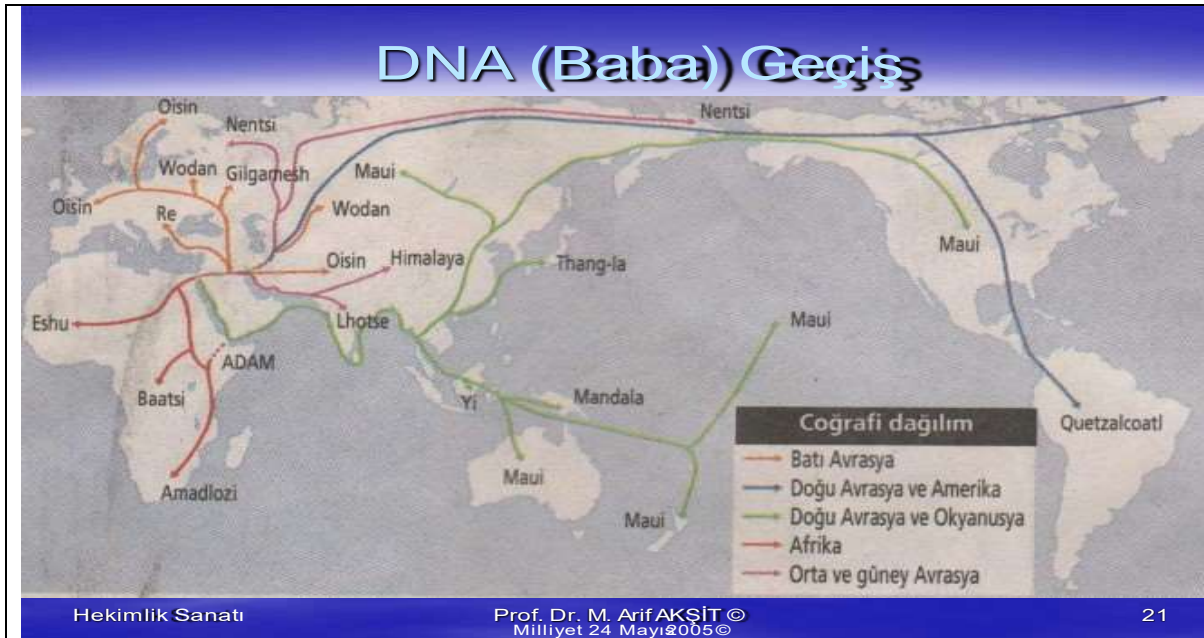 DNA (Baba) Geçiş
Oisin
Nentsi
Nentsi
Wodan
Gilgamesh
Maui
Oisin
Re
Wodan
Maui
Oisin
Himalaya
Thang-la
Eshu
Lhotse
Maui
ADAM
Baatsi
Yi
Mandala
Amadlozi
Maui
Maui
Quetzalcoatl
Coğrafi dağılım
Batı Avrasya
Doğu Avrasya ve Amerika
Doğu Avrasya ve Okyanusya
Afrika
Orta ve güney Avrasya
Hekimlik Sanatı
Prof. Dr. M. Arif AKŞİT ©
Milliyet 24 Mayıs2005©
21